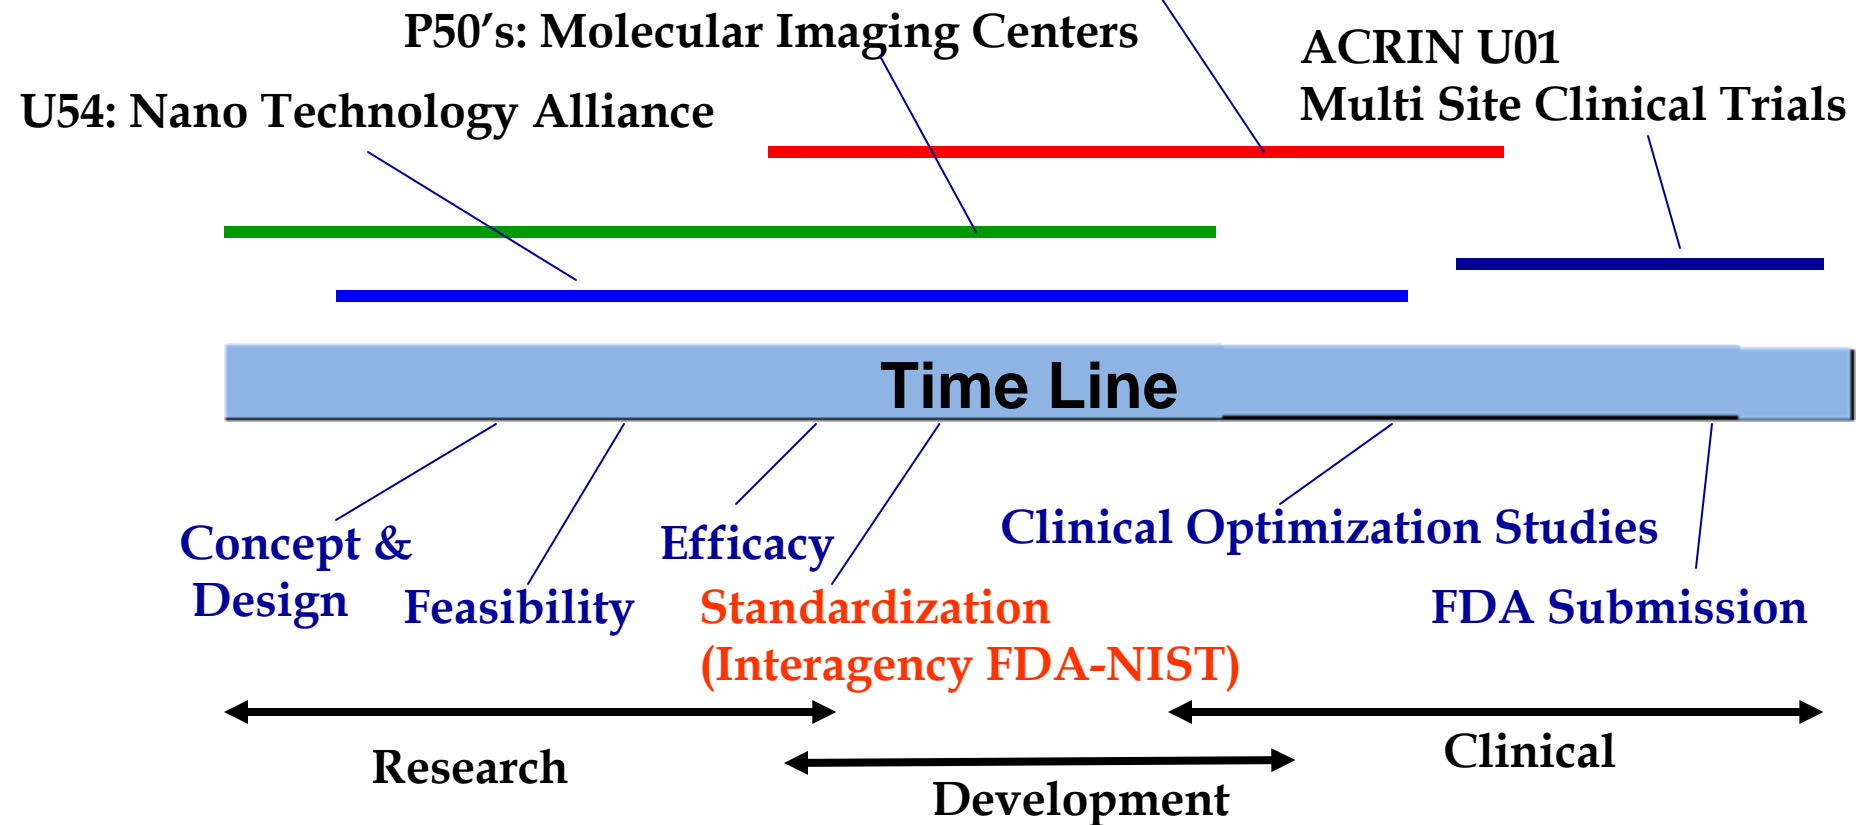 P50’s: Molecular Imaging Centers
ACRIN U01
Multi Site Clinical Trials
U54: Nano Technology Alliance
Time Line
Concept &
Design
Feasibility
Efficacy
Standardization
(Interagency FDA-NIST)
Clinical Optimization Studies
FDA Submission
Research
Development
Clinical